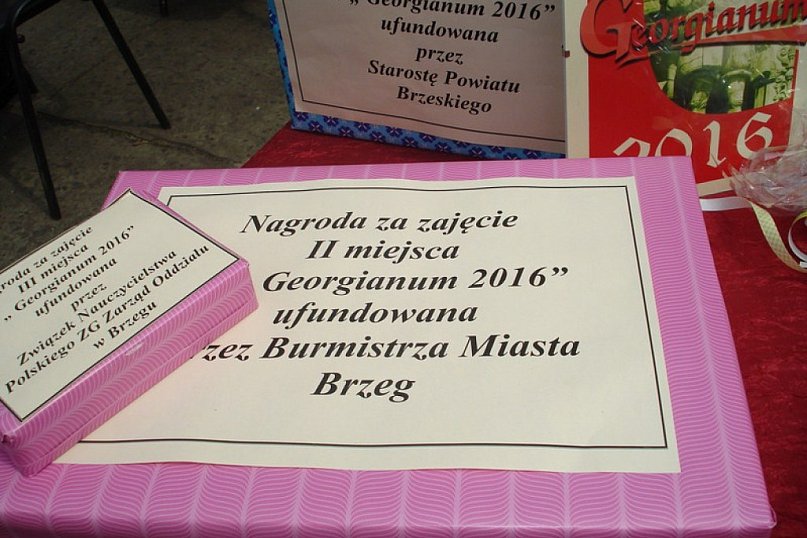 „ Georgianum 2016”
ufundowana
przez
Starostę Powiatu
Brzeskiego
Georgianum
2016
Nagroda za zajęcie
II miejsca
Georgianum 2016”
ufundowana
przez Burmistrza Miasta
Brzeg
Nagroda za zajęcie
III miejsca
„ Georgianum 2016”
ufundowana
przez
Związek Nauczycielstwa
Polskiego ZG Zarząd Oddziału
w Brzegu